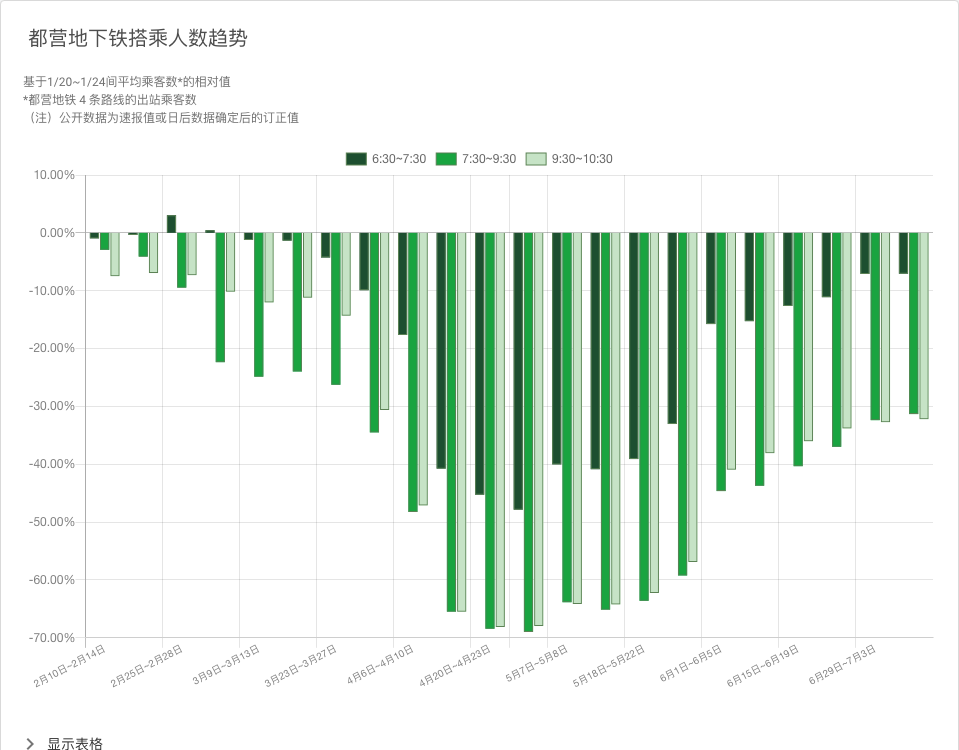 都营地下铁搭乘人数趋势
基于1/20~1/24间平均乘客数*的相对值
*都营地铁 4 条路线的出站乘客数
（注）公开数据为速报值或日后数据确定后的订正值
6:30~7:30 7:30~9:30 9:30~10:30
10.00%
0.00%
-10.00%
-20.00%
-30.00%
-40.00%
-50.00%
-60.00%
-70.00%
2月10日~2月14日
2月25日~2月28日
3月9日~3月13日
3月23日~3月27日
4月6日~4月10日
4月20日~4月23日
5月7日~5月8日
5月18日~5月22日
6月1日~6月5日
6月15日~6月19日
6月29日~7月3日
显示表格